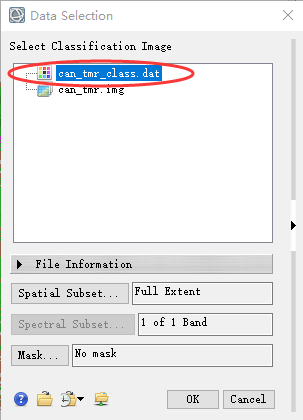 Data Selection
Select Classification Image
can_tmr_class.dat
can_tmr.img
File Information
Spatial Subset... Full Extent
Spectral Subset... 1 of 1 Band
Mask... No mask
OK Cancel